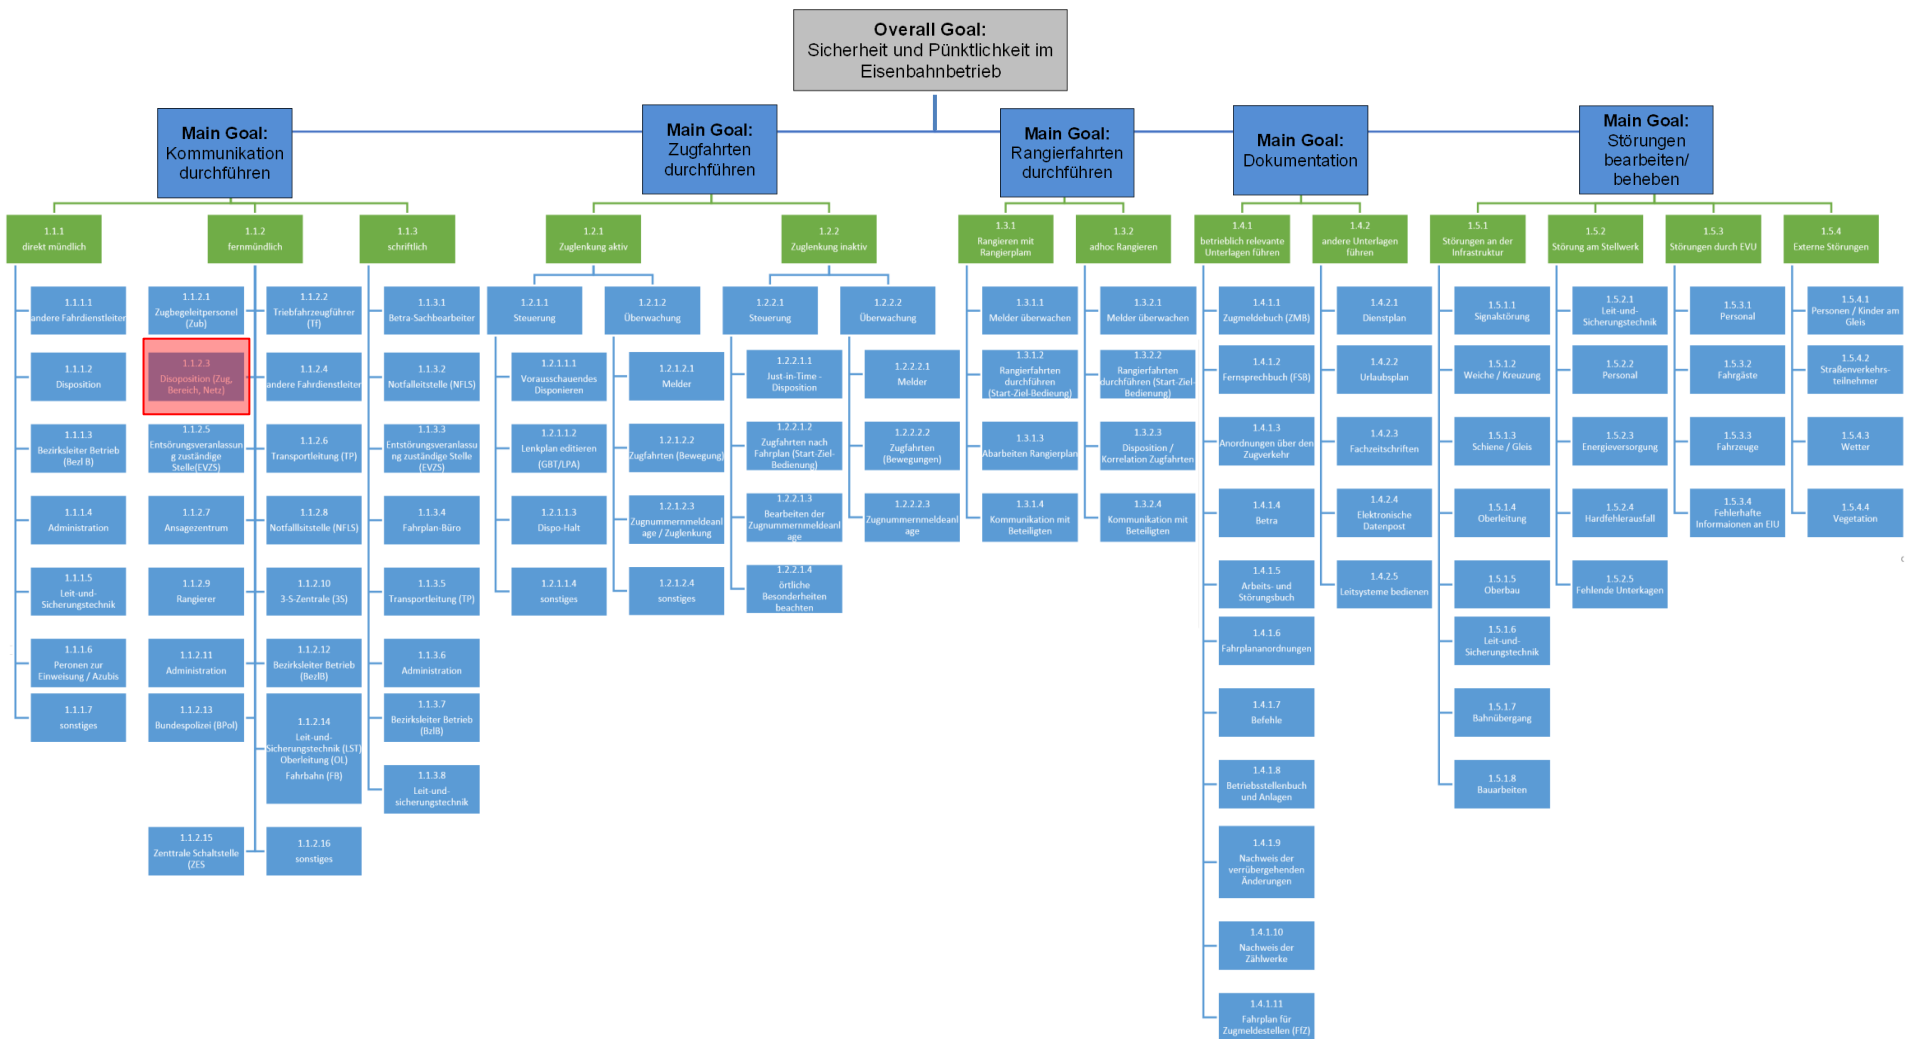 Overall Goal:
Sicherheit und Pünktlichkeit im
Eisenbahnbetrieb
Main Goal:
Kommunikation
durchführen
Main Goal:
Zugfahrten
durchführen
Main Goal:
Rangierfahrten
durchführen
Main Goal:
Dokumentation
Main Goal:
Störungen
bearbeiten/
beheben
1.1.1
direkt mündlich
1.1.2
fernmündlich
1.1.3
schriftlich
1.2.1
Zuglenkung aktiv
1.2.2
Zuglenkung inaktiv
1.3.1
Rangieren mit
Rangierplam
1.3.2
adhoc Rangieren
1.4.1
betrieblich relevante
Unterlagen führen
1.4.2
andere Unterlagen
führen
1.5.1
Störungen an der
Infrastruktur
1.5.2
Störung am Stellwerk
1.5.3
Störungen durch EVU
1.5.4
Externe Störungen
1.1.1.1
andere Fahrdienstleiter
1.1.1.2
Disposition
1.1.1.3
Bezirksleiter Betrieb
(Bezl B)
1.1.1.4
Administration
1.1.1.5
Leit-und-
Sicherungstechnik
1.1.1.6
Peronen zur
Einweisung / Azubis
1.1.1.7
sonstiges
1.1.2.1
Zugbegeleitpersonel
(Zub)
1.1.2.2
Triebfahrzeugführer
(Tf)
1.1.2.3
Disoposition (Zug,
Bereich, Netz)
1.1.2.4
andere Fahrdienstleiter
1.1.2.5
Entsörungsveranlassun
g zuständige
Stelle(EVZS)
1.1.2.6
Transportleitung (TP)
1.1.2.7
Ansagezentrum
1.1.2.8
Notfalllsitstelle (NFLS)
1.1.2.9
Rangierer
1.1.2.10
3-S-Zentrale (3S)
1.1.2.11
Administration
1.1.2.12
Bezirksleiter Betrieb
(BezlB)
1.1.2.13
Bundespolizei (BPol)
1.1.2.14
Leit-und-
Sicherungstechnik (LST)
Oberleitung (OL)
Fahrbahn (FB)
1.1.2.15
Zenttrale Schaltstelle
(ZES
1.1.2.16
sonstiges
1.1.3.1
Betra-Sachbearbeiter
1.1.3.2
Notfalleitstelle (NFLS)
1.1.3.3
Entstörungsveranlassu
ng zuständige Stelle
(EVZS)
1.1.3.4
Fahrplan-Büro
1.1.3.5
Transportleitung (TP)
1.1.3.6
Administration
1.1.3.7
Bezirksleiter Betrieb
(BzlB)
1.1.3.8
Leit-und-
sicherungstechnik
1.2.1.1
Steuerung
1.2.1.2
Überwachung
1.2.1.1.1
Vorausschauendes
Disponieren
1.2.1.1.2
Lenkplan editieren
(GBT/LPA)
1.2.1.1.3
Dispo-Halt
1.2.1.1.4
sonstiges
1.2.1.2.1
Melder
1.2.1.2.2
Zugfahrten (Bewegung)
1.2.1.2.3
Zugnummernmeldeanl
age / Zuglenkung
1.2.1.2.4
sonstiges
1.2.2.1
Steuerung
1.2.2.2
Überwachung
1.2.2.1.1
Just-in-Time -
Disposition
1.2.2.1.2
Zugfahrten nach
Fahrplan (Start-Ziel-
Bedienung)
1.2.2.1.3
Bearbeiten der
Zugnummernmeldeanl
age
1.2.2.1.4
örtliche
Besonderheiten
beachten
1.2.2.2.1
Melder
1.2.2.2.2
Zugfahrten
(Bewegungen)
1.2.2.2.3
Zugnummernmeldeanl
age
1.3.1.1
Melder überwachen
1.3.1.2
Rangierfahrten
durchführen
(Start-Ziel-Bedieung)
1.3.1.3
Abarbeiten Rangierplan
1.3.1.4
Kommunikation mit
Beteiligten
1.3.2.1
Melder überwachen
1.3.2.2
Rangierfahrten
durchführen (Start-Ziel-
Bedienung)
1.3.2.3
Disposition /
Korrelation Zugfahrten
1.3.2.4
Kommunikation mit
Beteiligten
1.4.1.1
Zugmeldebuch (ZMB)
1.4.1.2
Fernsprechbuch (FSB)
1.4.1.3
Anordnungen über den
Zugverkehr
1.4.1.4
Betra
1.4.1.5
Arbeits- und
Störungsbuch
1.4.1.6
Fahrplananordnungen
1.4.1.7
Befehle
1.4.1.8
Betriebsstellenbuch
und Anlagen
1.4.1.9
Nachweis der
verrübergehenden
Änderungen
1.4.1.10
Nachweis der
Zählwerke
1.4.1.11
Fahrplan für
Zugmeldestellen (FfZ)
1.4.2.1
Dienstplan
1.4.2.2
Urlaubsplan
1.4.2.3
Fachzeitschriften
1.4.2.4
Elektronische
Datenpost
1.4.2.5
Leitsysteme bedienen
1.5.1.1
Signalstörung
1.5.1.2
Weiche / Kreuzung
1.5.1.3
Schiene / Gleis
1.5.1.4
Oberleitung
1.5.1.5
Oberbau
1.5.1.6
Leit-und-
Sicherungstechnik
1.5.1.7
Bahnübergang
1.5.1.8
Bauarbeiten
1.5.2.1
Leit-und-
Sicherungstechnik
1.5.2.2
Personal
1.5.2.3
Energieversorgung
1.5.2.4
Hardfehlerausfall
1.5.2.5
Fehlende Unterkagen
1.5.3.1
Personal
1.5.3.2
Fahrgäste
1.5.3.3
Fahrzeuge
1.5.3.4
Fehlerhafte
Informaionen an EIU
1.5.4.1
Personen / Kinder am
Gleis
1.5.4.2
Straßenverkehrs-
teilnehmer
1.5.4.3
Wetter
1.5.4.4
Vegetation